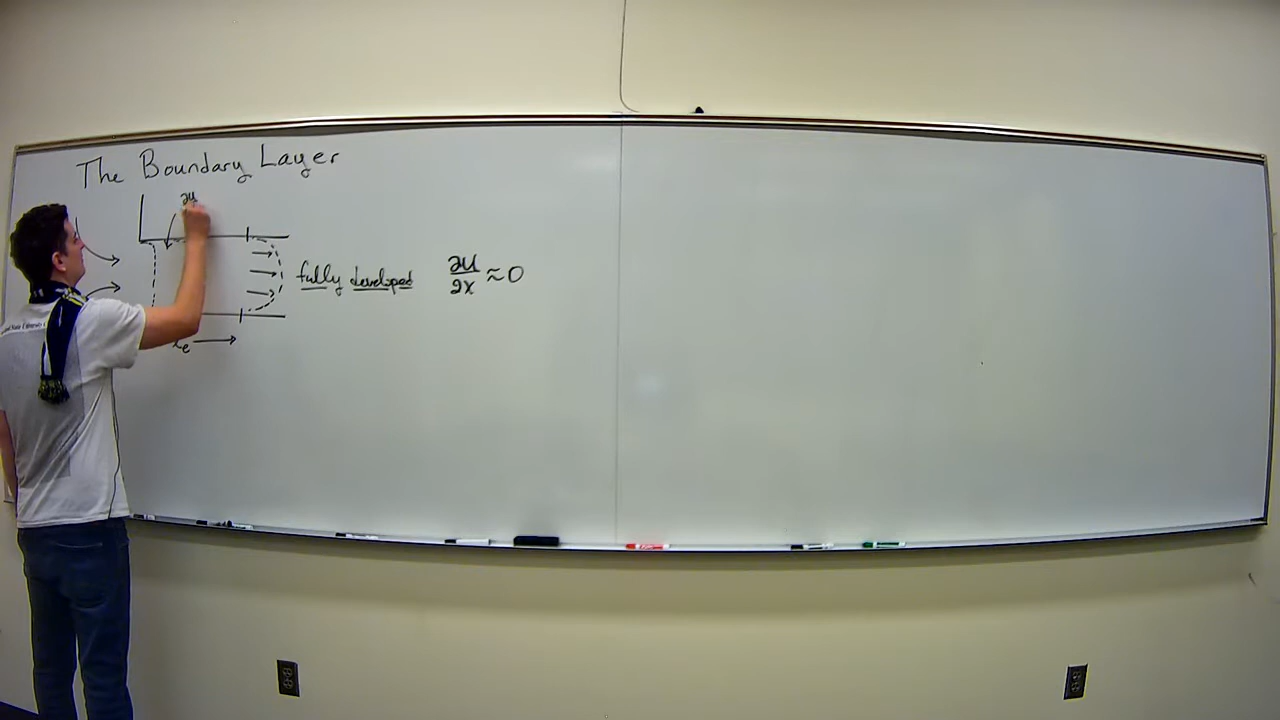 The Boundary Layer
∂u
fully developed ∂u/∂x ≈ 0